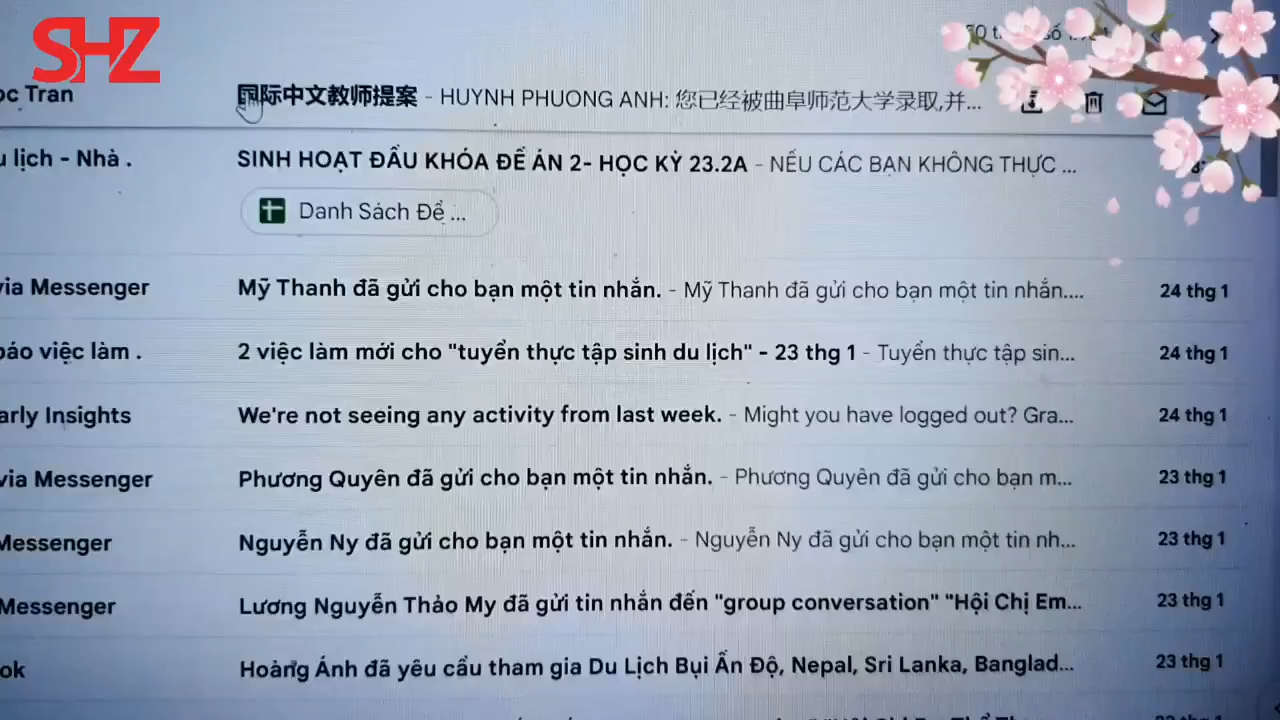 SHZ
oc Tran 国际中文教师提案 - HUYNH PHUONG ANH: 您已经被曲阜师范大学录取,并...
u lịch - Nhà . SINH HOẠT ĐẦU KHÓA ĐỀ ÁN 2- HỌC KỲ 23.2A - NẾU CÁC BẠN KHÔNG THỰC ...
Danh Sách Đề ...
via Messenger Mỹ Thanh đã gửi cho bạn một tin nhắn. - Mỹ Thanh đã gửi cho bạn một tin nhắn.... 24 thg 1
báo việc làm . 2 việc làm mới cho "tuyển thực tập sinh du lịch" - 23 thg 1 - Tuyển thực tập sin... 24 thg 1
arly Insights We're not seeing any activity from last week. - Might you have logged out? Gra... 24 thg 1
via Messenger Phương Quyên đã gửi cho bạn một tin nhắn. - Phương Quyên đã gửi cho bạn m... 23 thg 1
Messenger Nguyễn Ny đã gửi cho bạn một tin nhắn. - Nguyễn Ny đã gửi cho bạn một tin nh... 23 thg 1
Messenger Lương Nguyễn Thảo My đã gửi tin nhắn đến "group conversation" "Hội Chị Em... 23 thg 1
ok Hoàng Ánh đã yêu cầu tham gia Du Lịch Bụi Ấn Độ, Nepal, Sri Lanka, Banglad... 23 thg 1